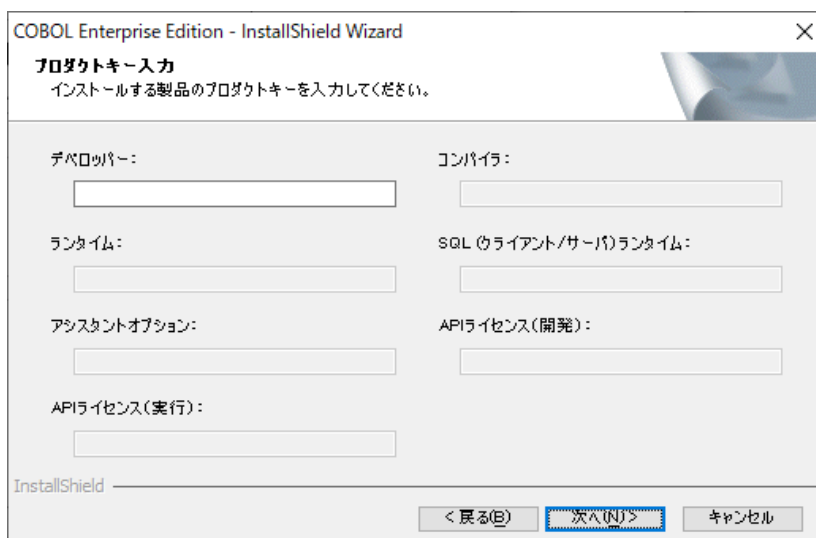 COBOL Enterprise Edition - InstallShield Wizard
プロダクトキー入力
インストールする製品のプロダクトキーを入力してください。
デベロッパー:
コンパイラ:
ランタイム:
SQL(クライアント/サーバ)ランタイム:
アシスタントオプション:
APIライセンス(開発):
APIライセンス(実行):
InstallShield
< 戻る(B)
次へ(N)>
キャンセル